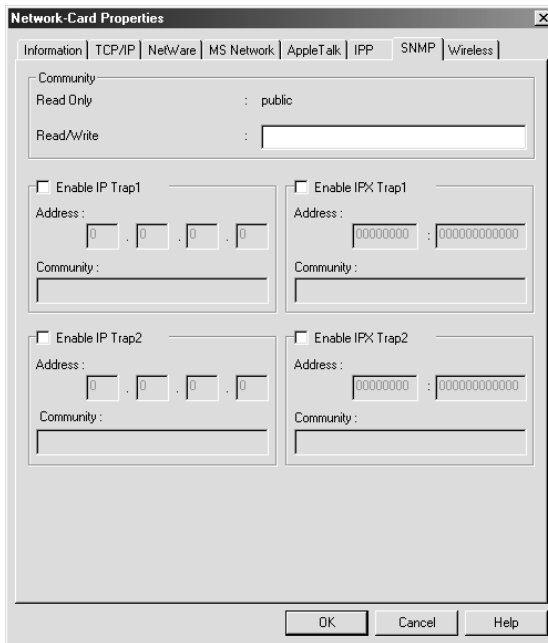 Network-Card Properties
Information TCP/IP NetWare MS Network AppleTalk IPP SNMP Wireless
Community
Read Only : public
Read/Write :
Enable IP Trap1
Address :
0 . 0 . 0 . 0
Community :
Enable IPX Trap1
Address :
00000000 : 000000000000
Community :
Enable IP Trap2
Address :
0 . 0 . 0 . 0
Community :
Enable IPX Trap2
Address :
00000000 : 000000000000
Community :
OK Cancel Help